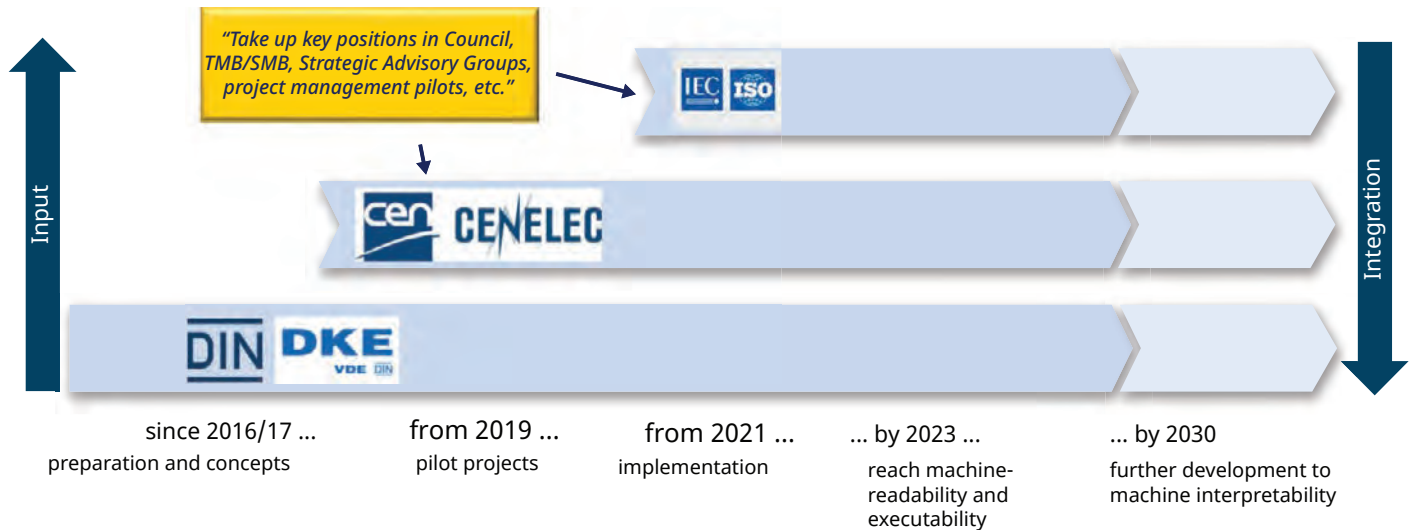 “Take up key positions in Council,
TMB/SMB, Strategic Advisory Groups,
project management pilots, etc.”
IEC ISO
Input
Integration
cen CENELEC
DIN DKE
VDE DIN
since 2016/17 ...
preparation and concepts
from 2019 ...
pilot projects
from 2021 ...
implementation
... by 2023 ...
reach machine-
readability and
executability
... by 2030
further development to
machine interpretability